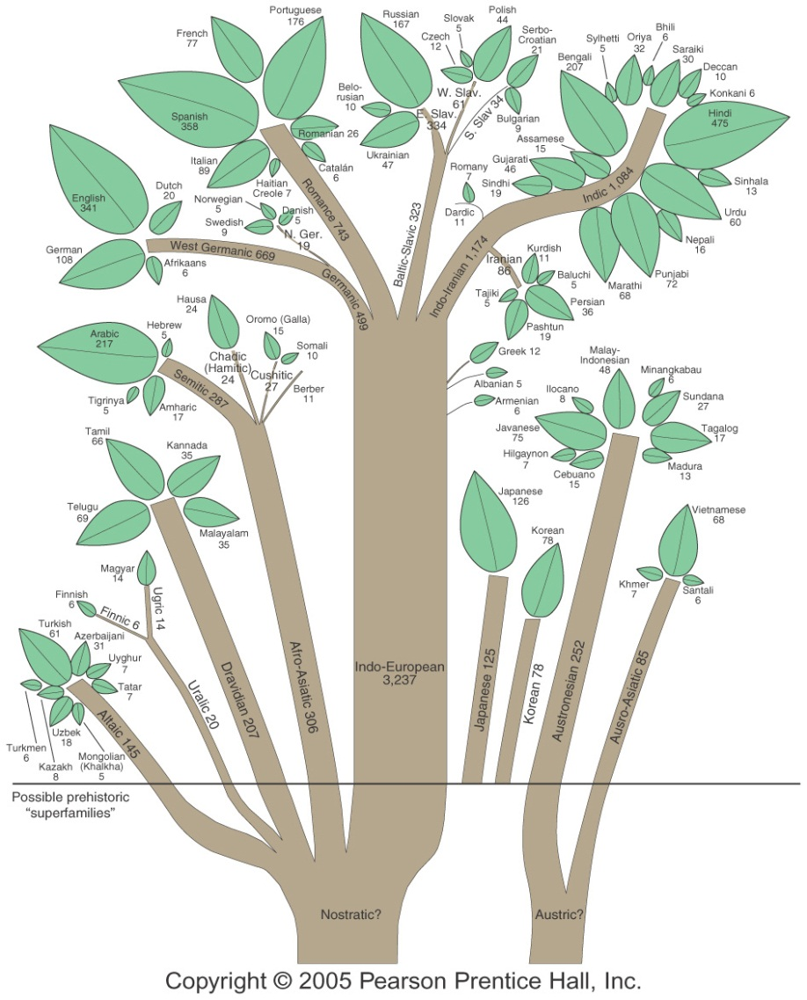 Portuguese
176
French
77
Spanish
358
Italian
89
Haitian
Creole 7
Romanian 26
Catalán
6
Romance 743
English
341
Dutch
20
German
108
Afrikaans
6
West Germanic 669
Norwegian
5
Swedish
9
Danish
5
N. Ger.
19
Germanic 499
Russian
167
Belo-
rusian
10
Ukrainian
47
E. Slav.
334
Czech
12
Slovak
5
Polish
44
W. Slav.
61
Serbo-
Croatian
21
Bulgarian
9
S. Slav 34
Baltic-Slavic 323
Romany
7
Dardic
11
Bengali
207
Sylhetti
5
Oriya
32
Bhili
6
Saraiki
30
Deccan
10
Konkani 6
Hindi
475
Assamese
15
Gujarati
46
Sindhi
19
Indic 1,084
Sinhala
13
Urdu
60
Nepali
16
Punjabi
72
Marathi
68
Indo-Iranian 1,174
Iranian
86
Kurdish
11
Baluchi
5
Persian
36
Pashtun
19
Tajiki
5
Greek 12
Albanian 5
Armenian
6
Arabic
217
Hebrew
5
Tigrinya
5
Amharic
17
Semitic 287
Hausa
24
Chadic
(Hamitic)
24
Oromo (Galla)
15
Somali
10
Cushitic
27
Berber
11
Tamil
66
Kannada
35
Telugu
69
Malayalam
35
Magyar
14
Ugric 14
Finnish
6
Finnic 6
Turkish
61
Azerbaijani
31
Uyghur
7
Tatar
7
Turkmen
6
Kazakh
8
Uzbek
18
Mongolian
(Khalkha)
5
Altaic 145
Uralic 20
Dravidian 207
Afro-Asiatic 306
Indo-European
3,237
Malay-
Indonesian
48
Minangkabau
6
Ilocano
8
Sundana
27
Javanese
75
Tagalog
17
Hilgaynon
7
Cebuano
15
Madura
13
Japanese
126
Korean
78
Vietnamese
68
Khmer
7
Santali
6
Japanese 125
Korean 78
Austronesian 252
Ausro-Asiatic 85
Possible prehistoric
“superfamilies”
Nostratic?
Austric?
Copyright © 2005 Pearson Prentice Hall, Inc.